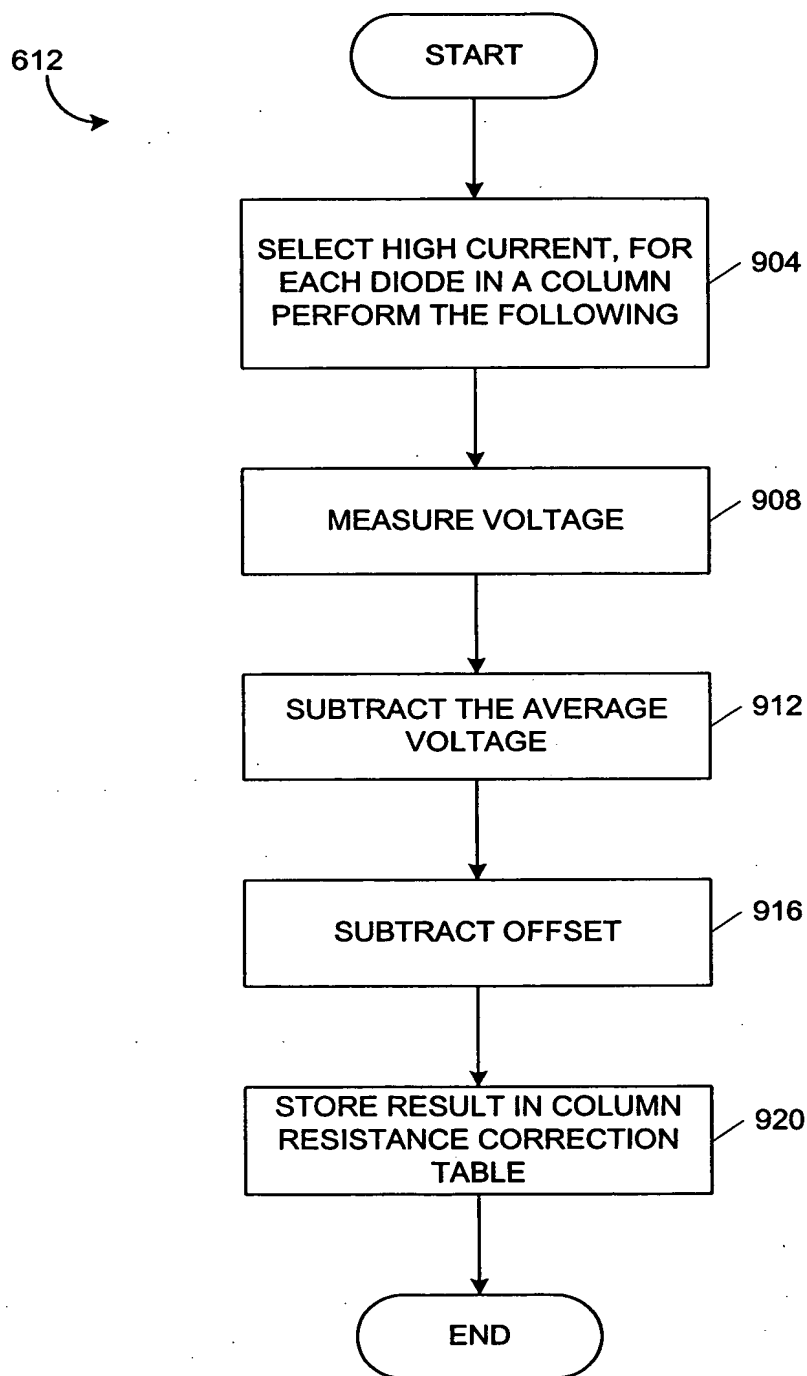 612
START
SELECT HIGH CURRENT, FOR
EACH DIODE IN A COLUMN
PERFORM THE FOLLOWING
904
MEASURE VOLTAGE
908
SUBTRACT THE AVERAGE
VOLTAGE
912
SUBTRACT OFFSET
916
STORE RESULT IN COLUMN
RESISTANCE CORRECTION
TABLE
920
END